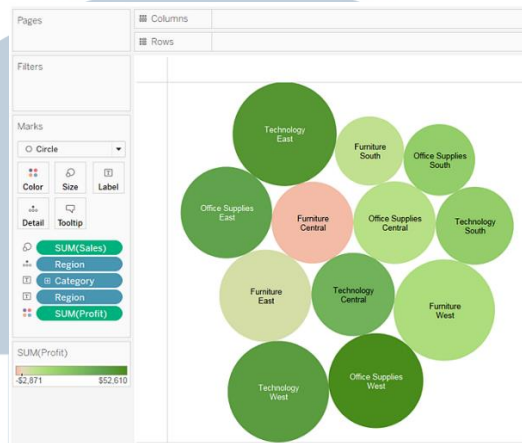 Pages
Columns
Rows
Filters
Marks
Circle
Color
Size
Label
Detail
Tooltip
SUM(Sales)
Region
Category
Region
SUM(Profit)
SUM(Profit)
-$2,871
$52,610
Technology
East
Furniture
South
Office Supplies
South
Office Supplies
East
Furniture
Central
Office Supplies
Central
Technology
South
Furniture
East
Technology
Central
Furniture
West
Technology
West
Office Supplies
West